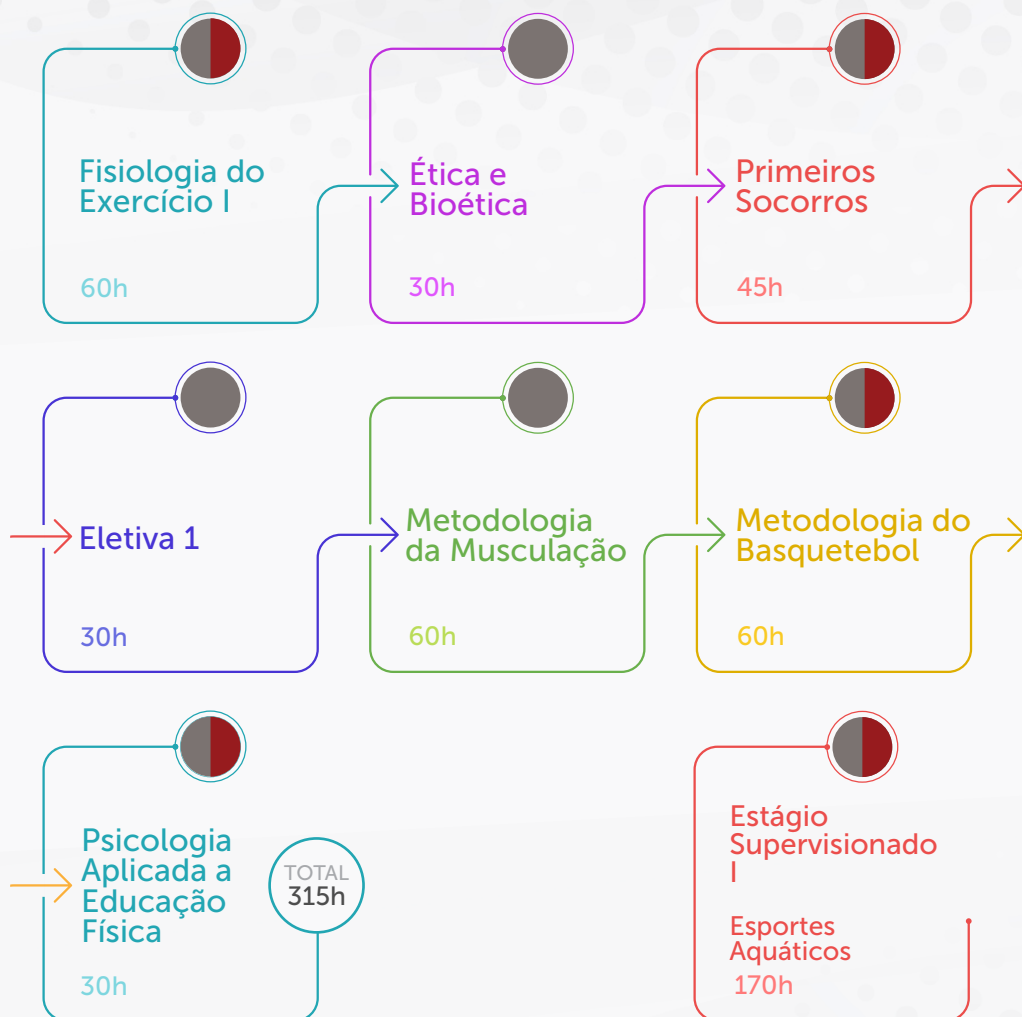 Fisiologia do
Exercício I
60h
Ética e
Bioética
30h
Primeiros
Socorros
45h
Eletiva 1
30h
Metodologia
da Musculação
60h
Metodologia do
Basquetebol
60h
Psicologia
Aplicada a
Educação
Física
30h
TOTAL
315h
Estágio
Supervisionado
I
Esportes
Aquáticos
170h